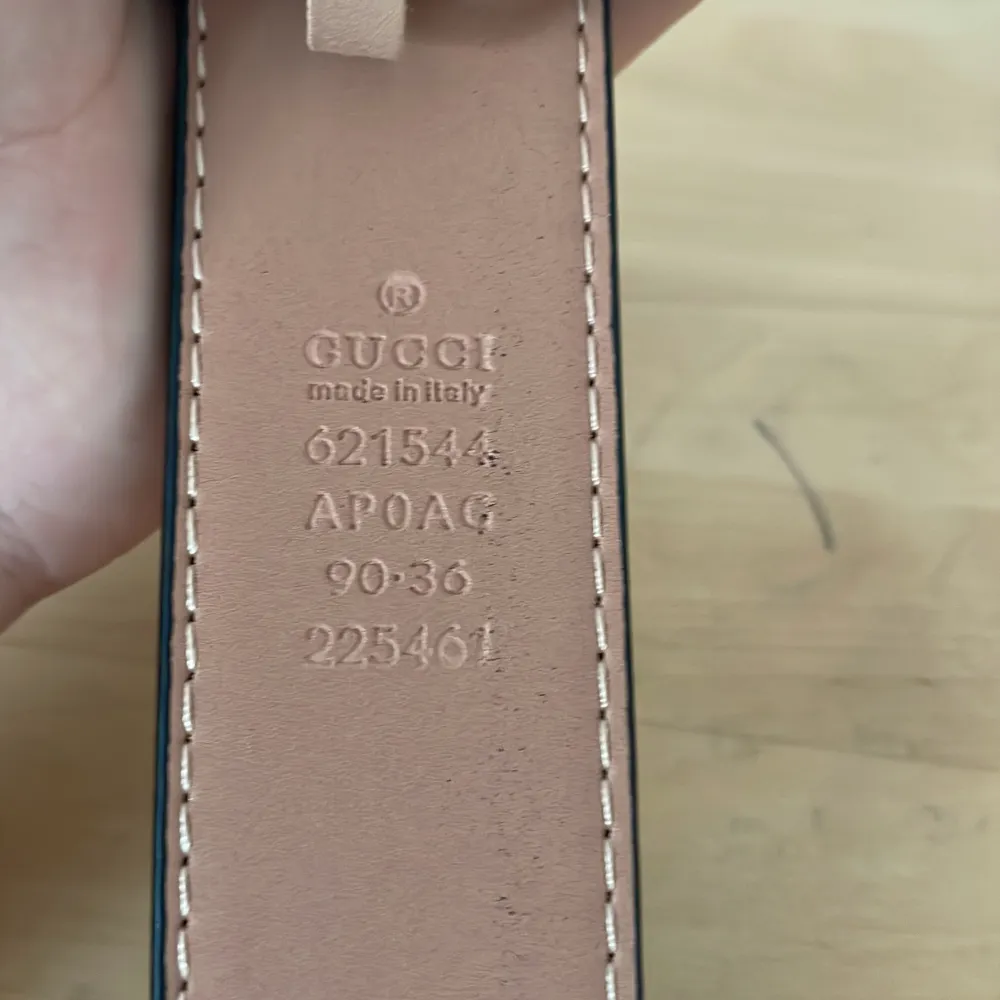 ®
GUCCI
made in italy
621544
AP0AG
90·36
225461